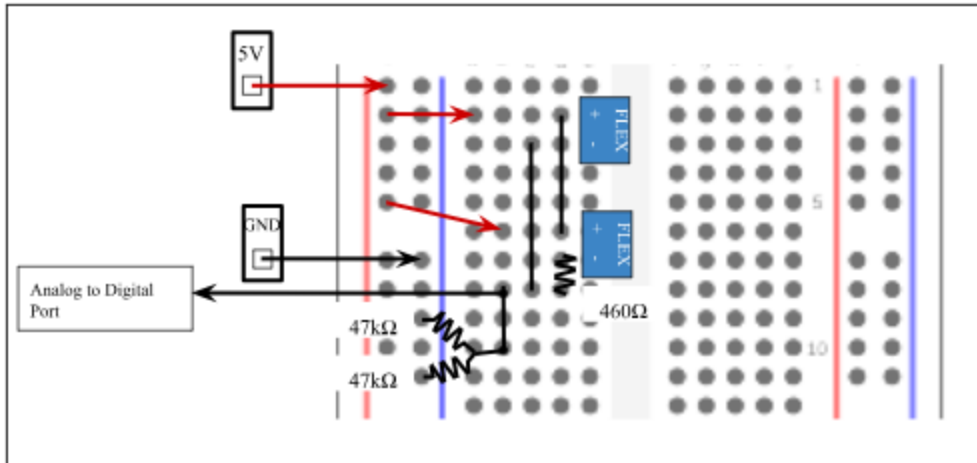 5V
1
+ FLEX
-
5
GND
+ FLEX
-
Analog to Digital
Port
460Ω
47kΩ
10
47kΩ